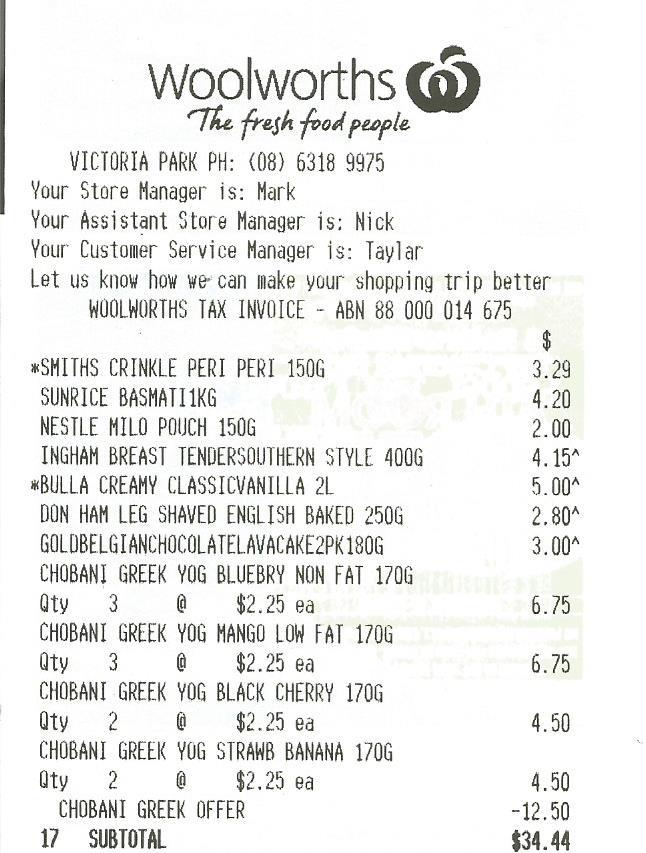 Woolworths
The fresh food people
VICTORIA PARK PH: (08) 6318 9975
Your Store Manager is: Mark
Your Assistant Store Manager is: Nick
Your Customer Service Manager is: Taylar
Let us know how we can make your shopping trip better
WOOLWORTHS TAX INVOICE - ABN 88 000 014 675
$
*SMITHS CRINKLE PERI PERI 150G 3.29
SUNRICE BASMATI1KG 4.20
NESTLE MILO POUCH 150G 2.00
INGHAM BREAST TENDERSOUTHERN STYLE 400G 4.15^
*BULLA CREAMY CLASSICVANILLA 2L 5.00^
DON HAM LEG SHAVED ENGLISH BAKED 250G 2.80^
GOLDBELGIANCHOCOLATELAVACAKE2PK180G 3.00^
CHOBANI GREEK YOG BLUEBRY NON FAT 170G
Qty 3 @ $2.25 ea 6.75
CHOBANI GREEK YOG MANGO LOW FAT 170G
Qty 3 @ $2.25 ea 6.75
CHOBANI GREEK YOG BLACK CHERRY 170G
Qty 2 @ $2.25 ea 4.50
CHOBANI GREEK YOG STRAWB BANANA 170G
Qty 2 @ $2.25 ea 4.50
CHOBANI GREEK OFFER -12.50
17 SUBTOTAL $34.44